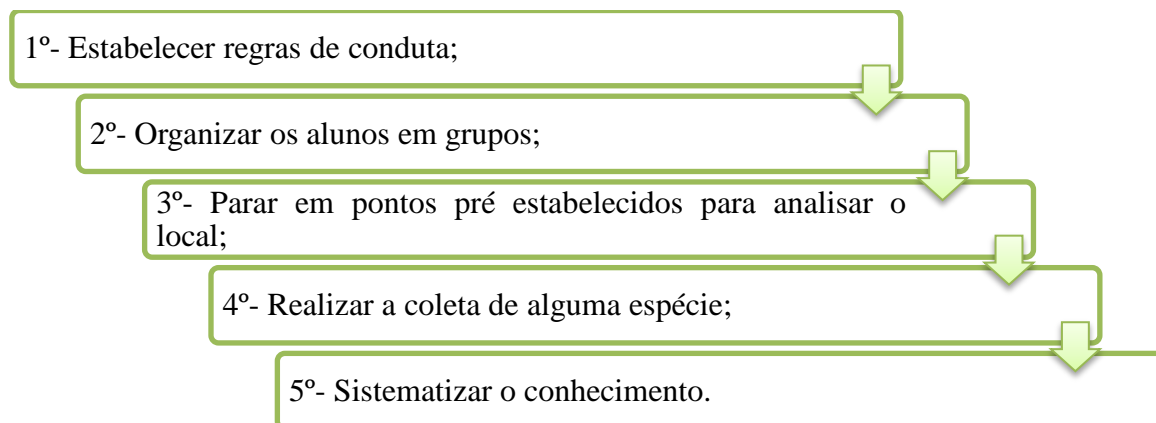 1º- Estabelecer regras de conduta;
2º- Organizar os alunos em grupos;
3º- Parar em pontos pré estabelecidos para analisar o
local;
4º- Realizar a coleta de alguma espécie;
5º- Sistematizar o conhecimento.